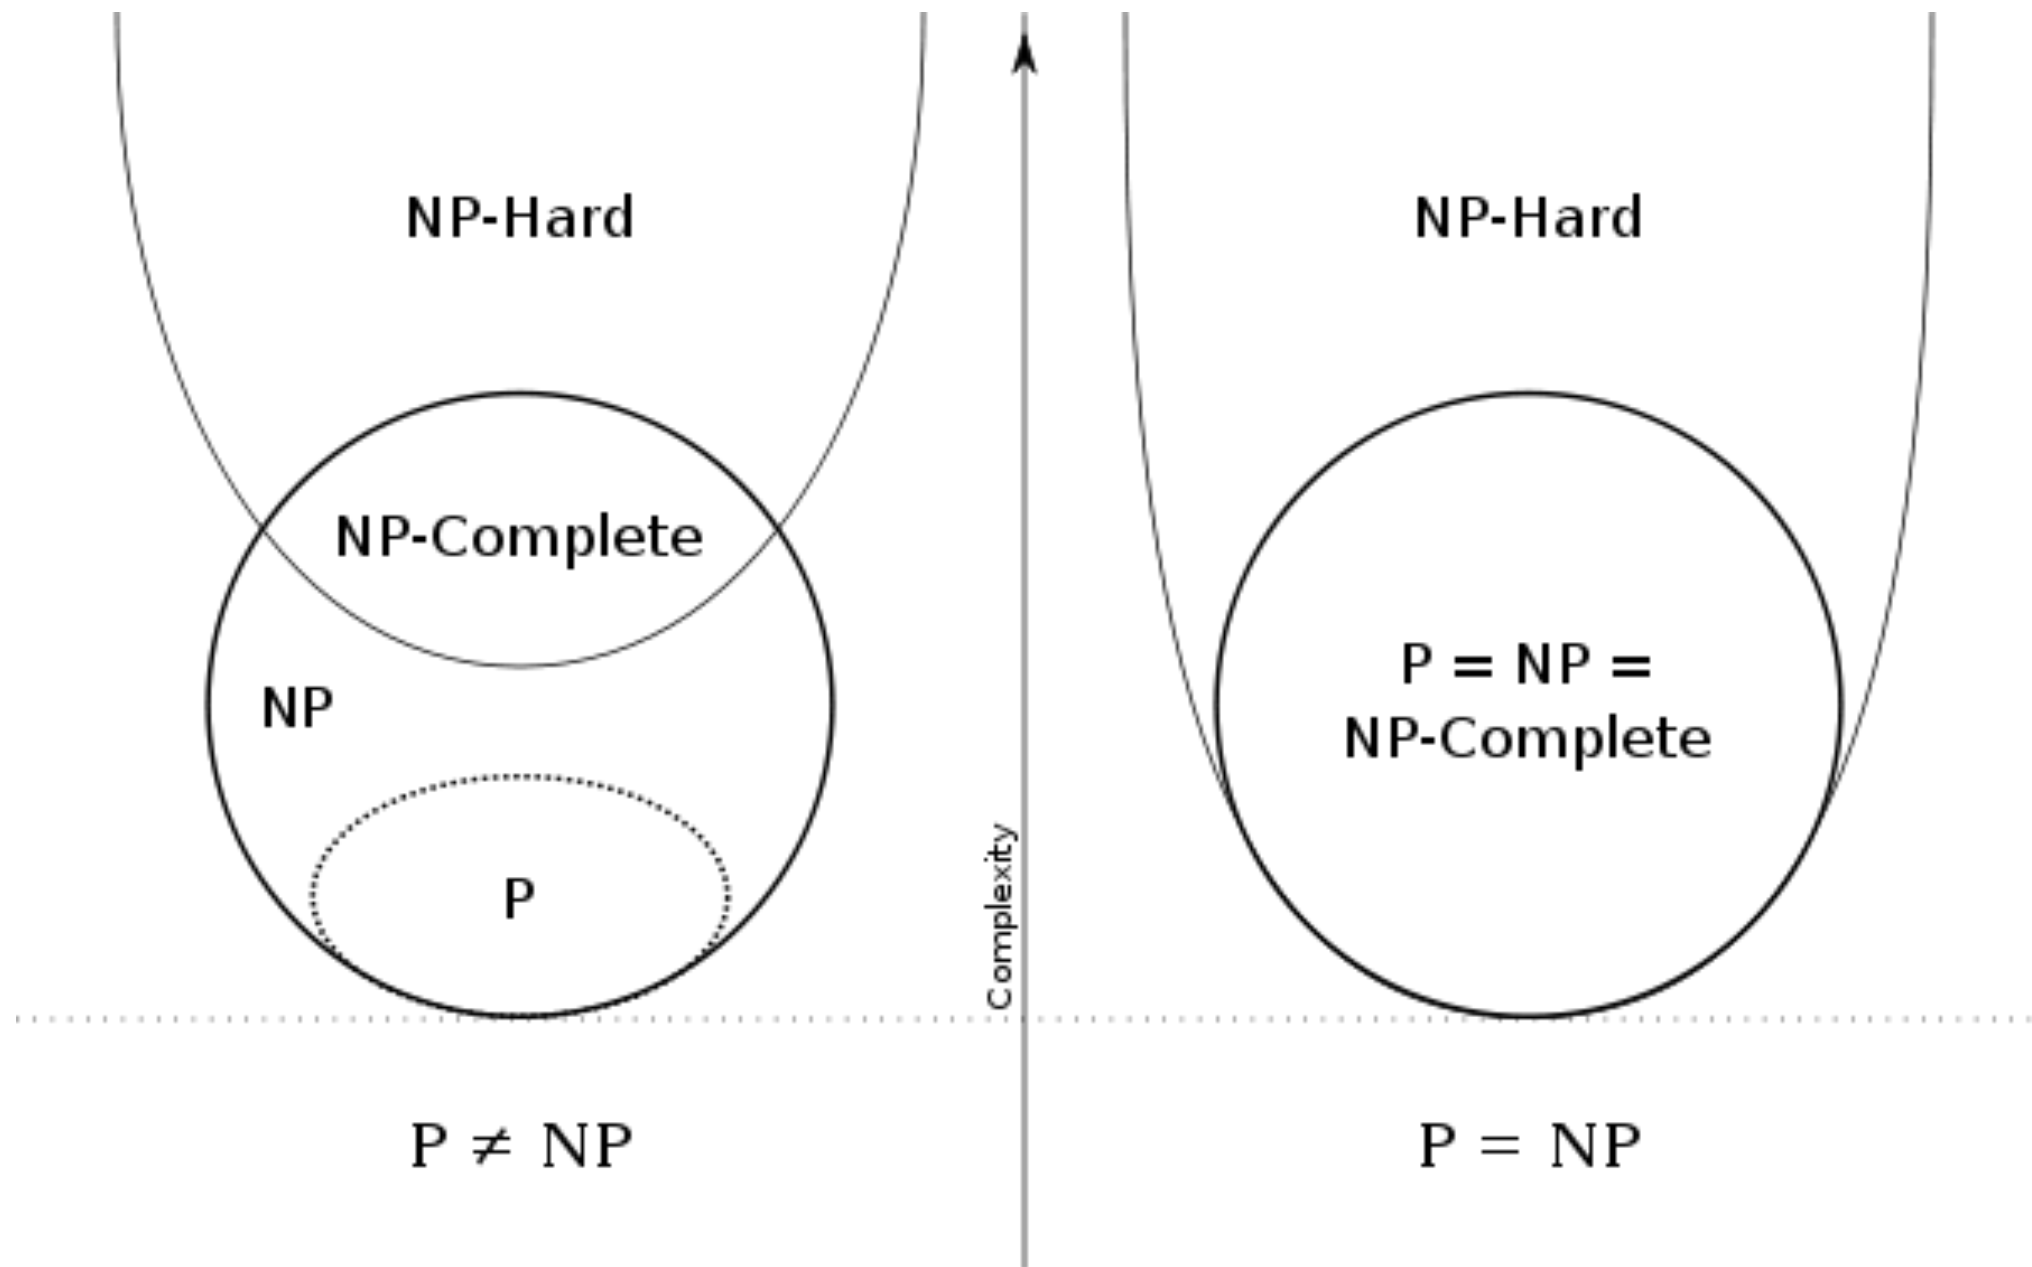 NP-Hard
NP-Complete
NP
P
P ≠ NP
Complexity
NP-Hard
P = NP =
NP-Complete
P = NP